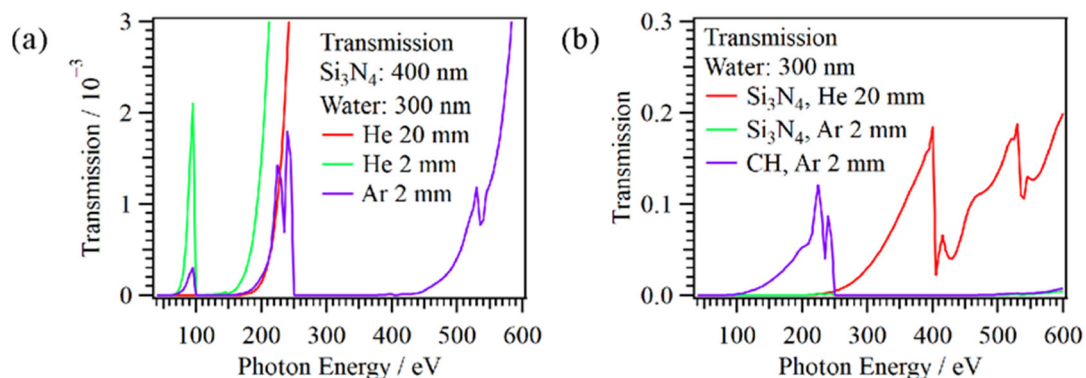 (a)
3
2
1
0
Transmission / 10⁻³
Transmission
Si₃N₄: 400 nm
Water: 300 nm
He 20 mm
He 2 mm
Ar 2 mm
100 200 300 400 500 600
Photon Energy / eV
(b)
0.3
0.2
0.1
0.0
Transmission
Transmission
Water: 300 nm
Si₃N₄, He 20 mm
Si₃N₄, Ar 2 mm
CH, Ar 2 mm
100 200 300 400 500 600
Photon Energy / eV